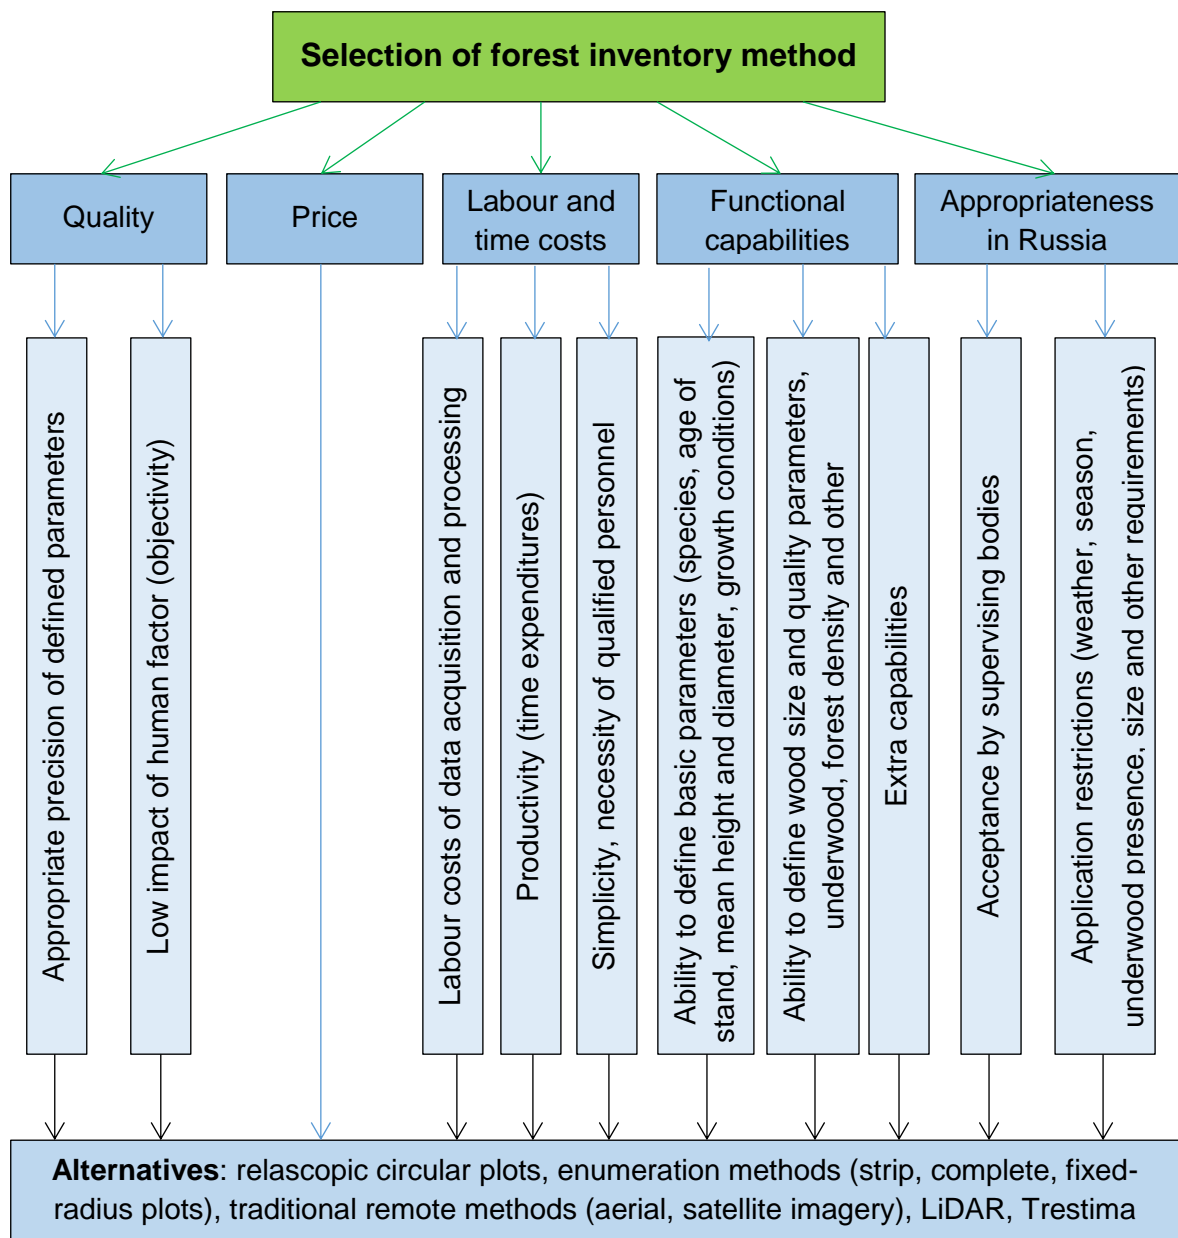 Selection of forest inventory method
Quality
Price
Labour and
time costs
Functional
capabilities
Appropriateness
in Russia
Appropriate precision of defined parameters
Low impact of human factor (objectivity)
Labour costs of data acquisition and processing
Productivity (time expenditures)
Simplicity, necessity of qualified personnel
Ability to define basic parameters (species, age of
stand, mean height and diameter, growth conditions)
Ability to define wood size and quality parameters,
underwood, forest density and other
Extra capabilities
Acceptance by supervising bodies
Application restrictions (weather, season,
underwood presence, size and other requirements)
Alternatives: relascopic circular plots, enumeration methods (strip, complete, fixed-
radius plots), traditional remote methods (aerial, satellite imagery), LiDAR, Trestima